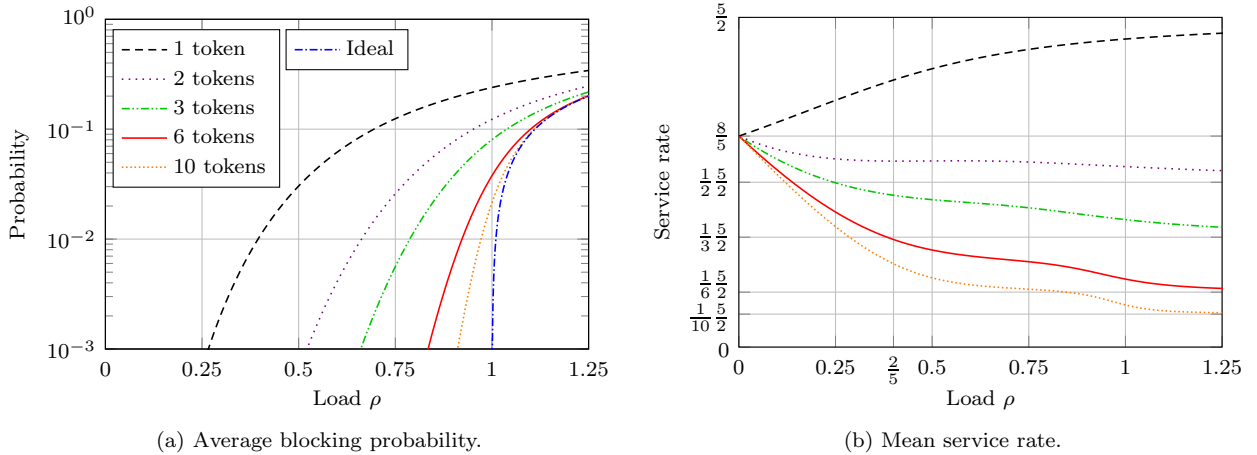 10^0
10^{-1}
10^{-2}
10^{-3}
Probability
1 token
2 tokens
3 tokens
6 tokens
10 tokens
Ideal
0 0.25 0.5 0.75 1 1.25
Load ρ
(a) Average blocking probability.
5/2
8/5
1/2 5/2
1/3 5/2
1/6 5/2
1/10 5/2
0
Service rate
0 0.25 2/5 0.5 0.75 1 1.25
Load ρ
(b) Mean service rate.